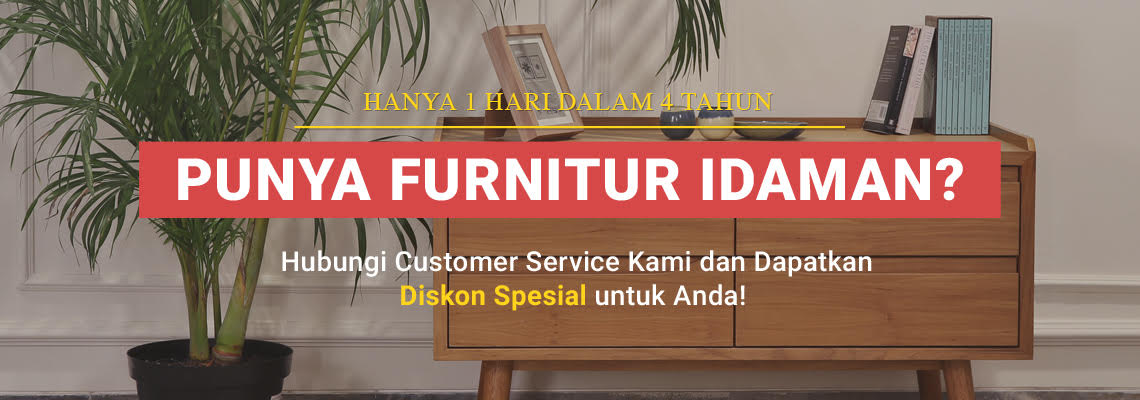 HANYA 1 HARI DALAM 4 TAHUN
PUNYA FURNITUR IDAMAN?
Hubungi Customer Service Kami dan Dapatkan
Diskon Spesial untuk Anda!